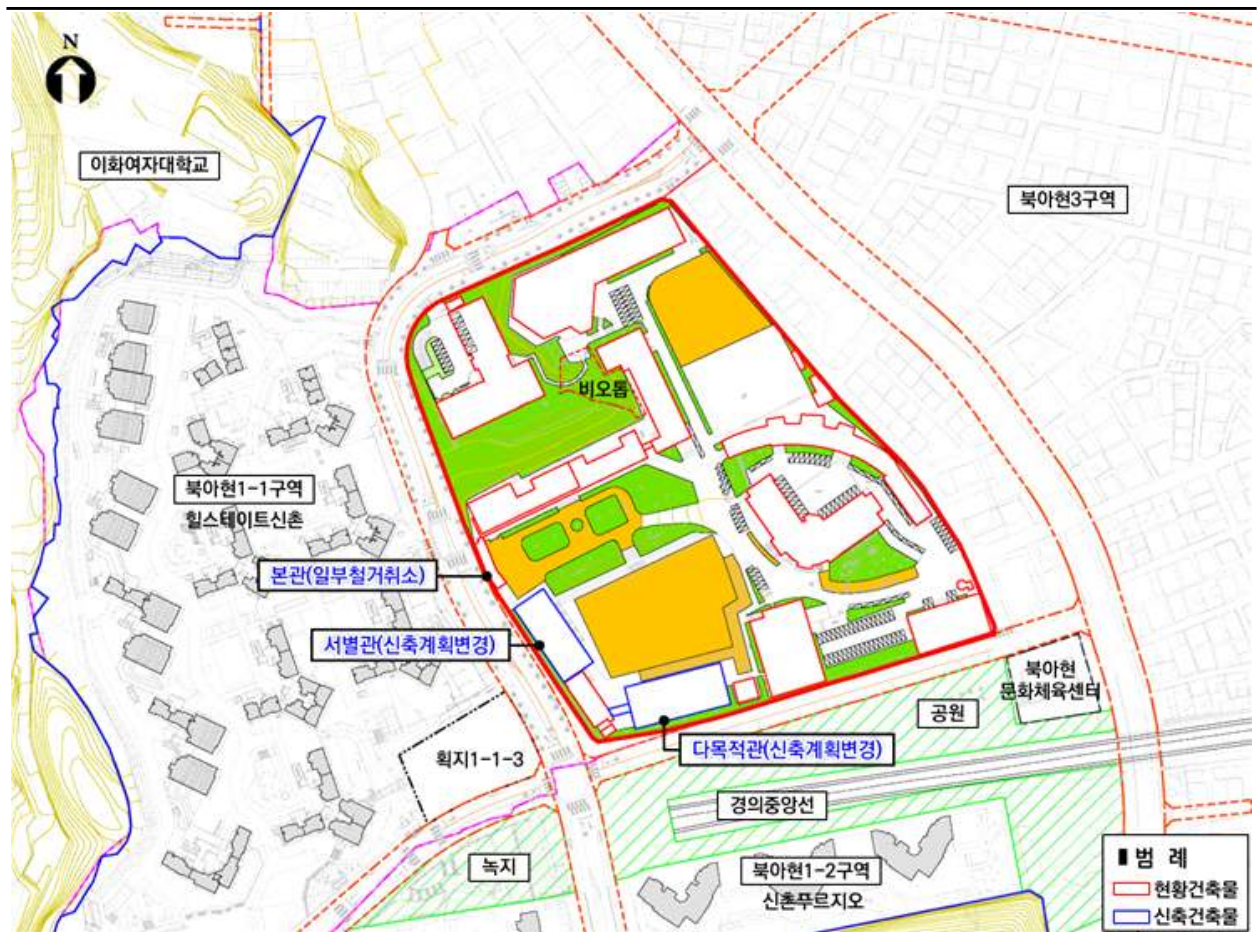 N
이화여자대학교
북아현3구역
비오톱
북아현1-1구역
힐스테이트신촌
본관(일부철거취소)
서별관(신축계획변경)
북아현
문화체육센터
공원
다목적관(신축계획변경)
획지1-1-3
경의중앙선
녹지
북아현1-2구역
신촌푸르지오
범 례
현황건축물
신축건축물